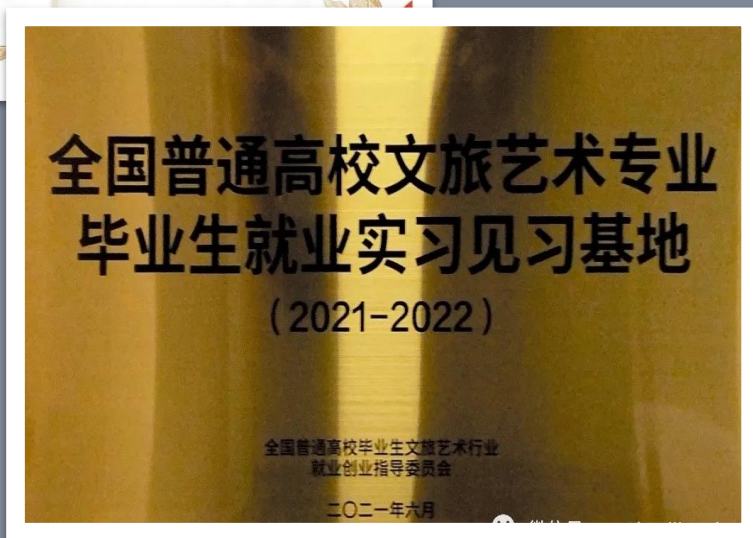 全国普通高校文旅艺术专业
毕业生就业实习见习基地
（2021-2022）
全国普通高校毕业生文旅艺术行业
就业创业指导委员会
二〇二一年六月